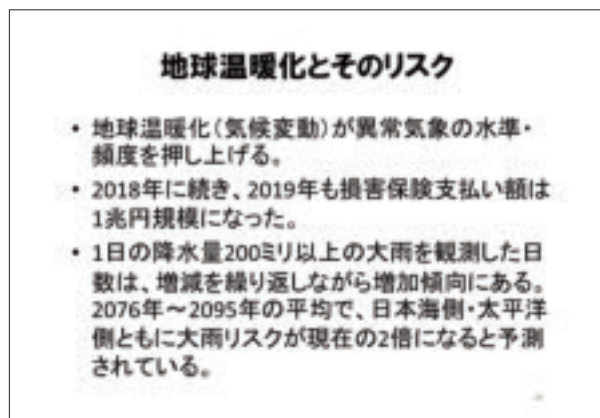 地球温暖化とそのリスク
• 地球温暖化(気候変動)が異常気象の水準・
頻度を押し上げる。
• 2018年に続き、2019年も損害保険支払い額は
1兆円規模になった。
• 1日の降水量200ミリ以上の大雨を観測した日
数は、増減を繰り返しながら増加傾向にある。
2076年～2095年の平均で、日本海側・太平洋
側ともに大雨リスクが現在の2倍になると予測
されている。